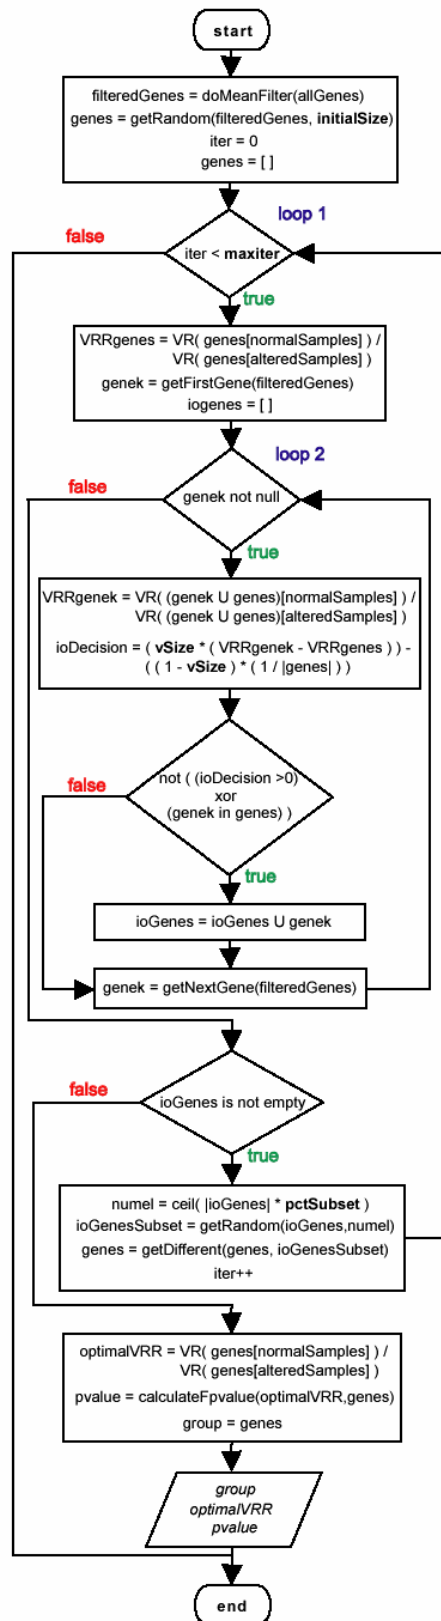 start
filteredGenes = doMeanFilter(allGenes)
genes = getRandom(filteredGenes, initialSize)
iter = 0
genes = [ ]
loop 1
false
iter < maxiter
true
VRRgenes = VR( genes[normalSamples] ) /
VR( genes[alteredSamples] )
genek = getFirstGene(filteredGenes)
iogenes = [ ]
loop 2
false
genek not null
true
VRRgenek = VR( (genek U genes)[normalSamples] ) /
VR( (genek U genes)[alteredSamples] )
ioDecision = ( vSize * ( VRRgenek - VRRgenes ) ) -
( ( 1 - vSize ) * ( 1 / |genes| ) )
not ( (ioDecision >0)
false
xor
(genek in genes) )
true
ioGenes = ioGenes U genek
genek = getNextGene(filteredGenes)
false
ioGenes is not empty
true
numel = ceil( |ioGenes| * pctSubset )
ioGenesSubset = getRandom(ioGenes,numel)
genes = getDifferent(genes, ioGenesSubset)
iter++
optimalVRR = VR( genes[normalSamples] ) /
VR( genes[alteredSamples] )
pvalue = calculateFpvalue(optimalVRR,genes)
group = genes
group
optimalVRR
pvalue
end